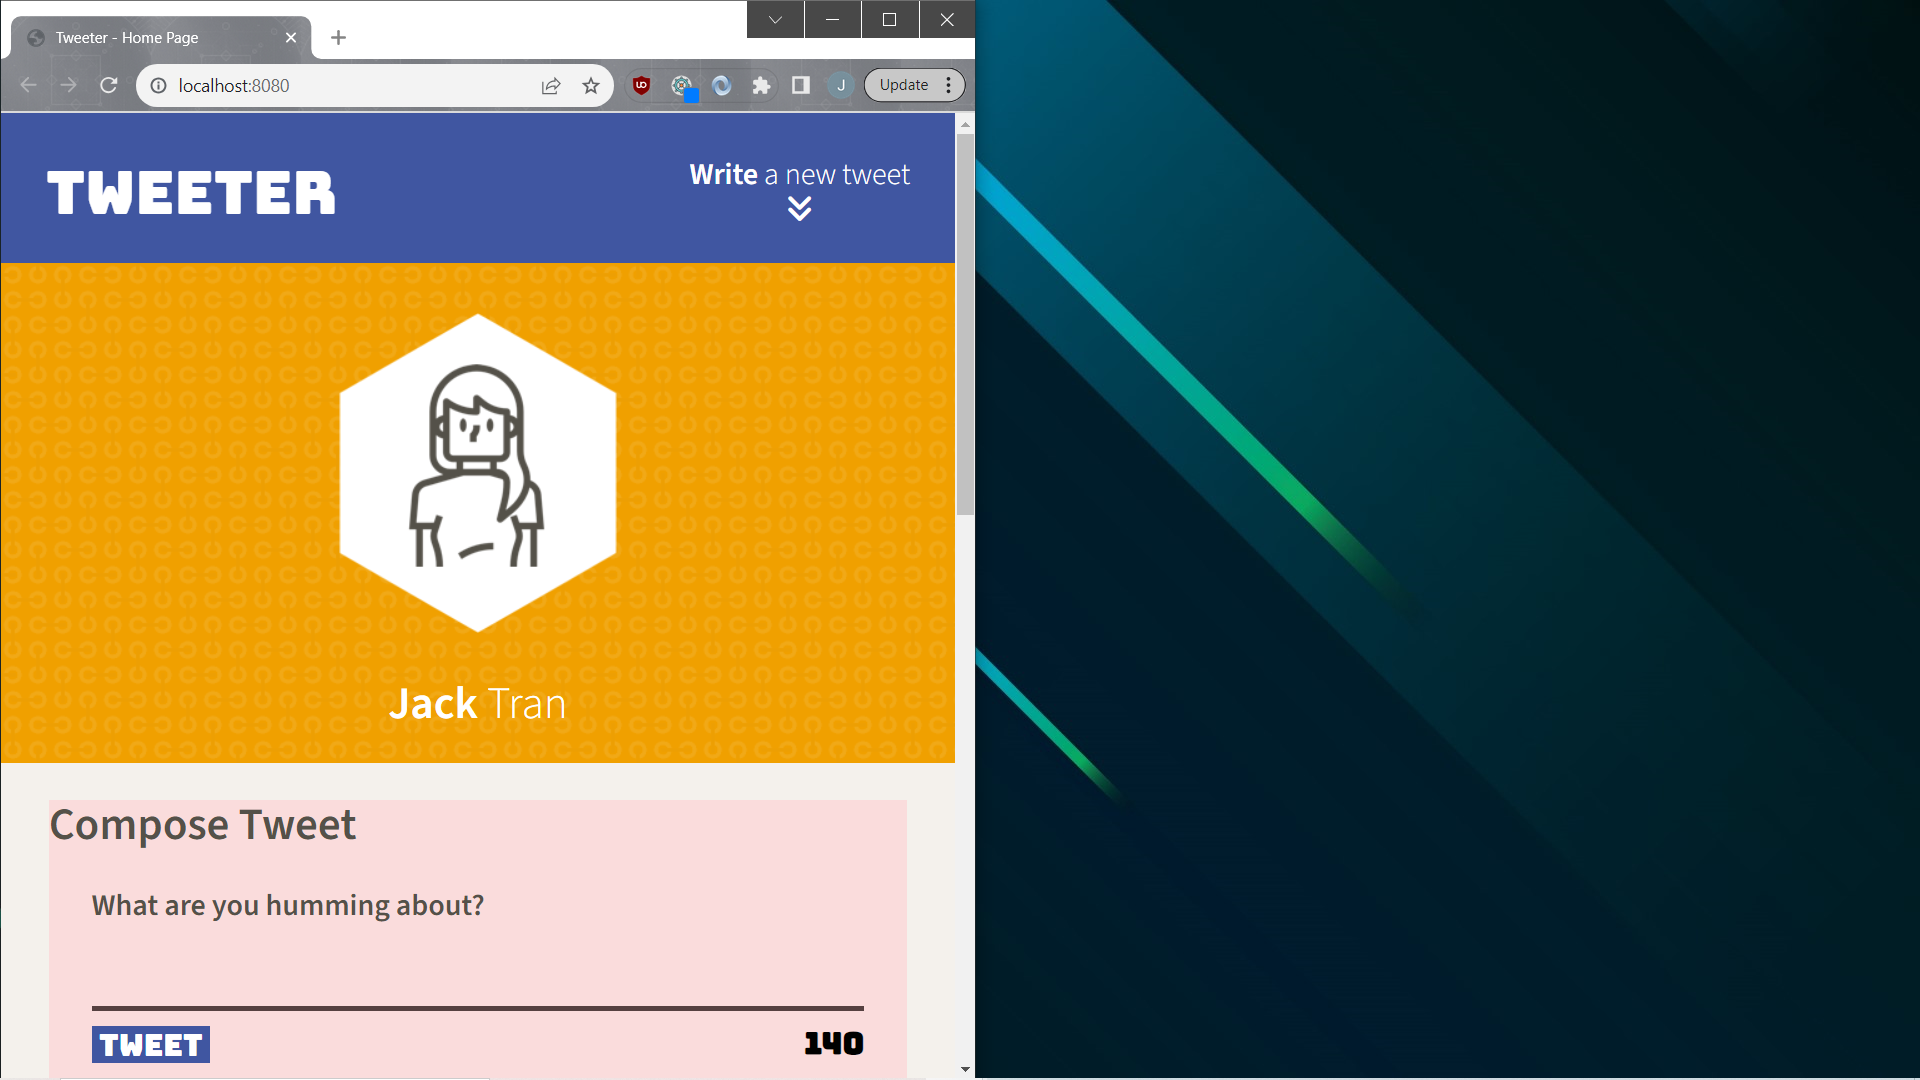 Tweeter - Home Page
localhost:8080
J
Update
TWEETER
Write a new tweet
Jack Tran
Compose Tweet
What are you humming about?
TWEET
140